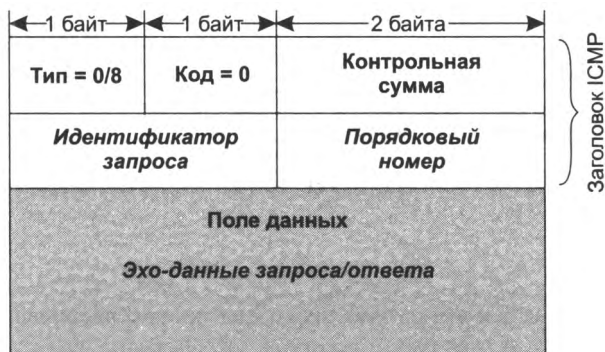 1 байт 1 байт 2 байта
Тип = 0/8 Код = 0 Контрольная
сумма
Идентификатор
запроса
Порядковый
номер
Заголовок ICMP
Поле данных
Эхо-данные запроса/ответа